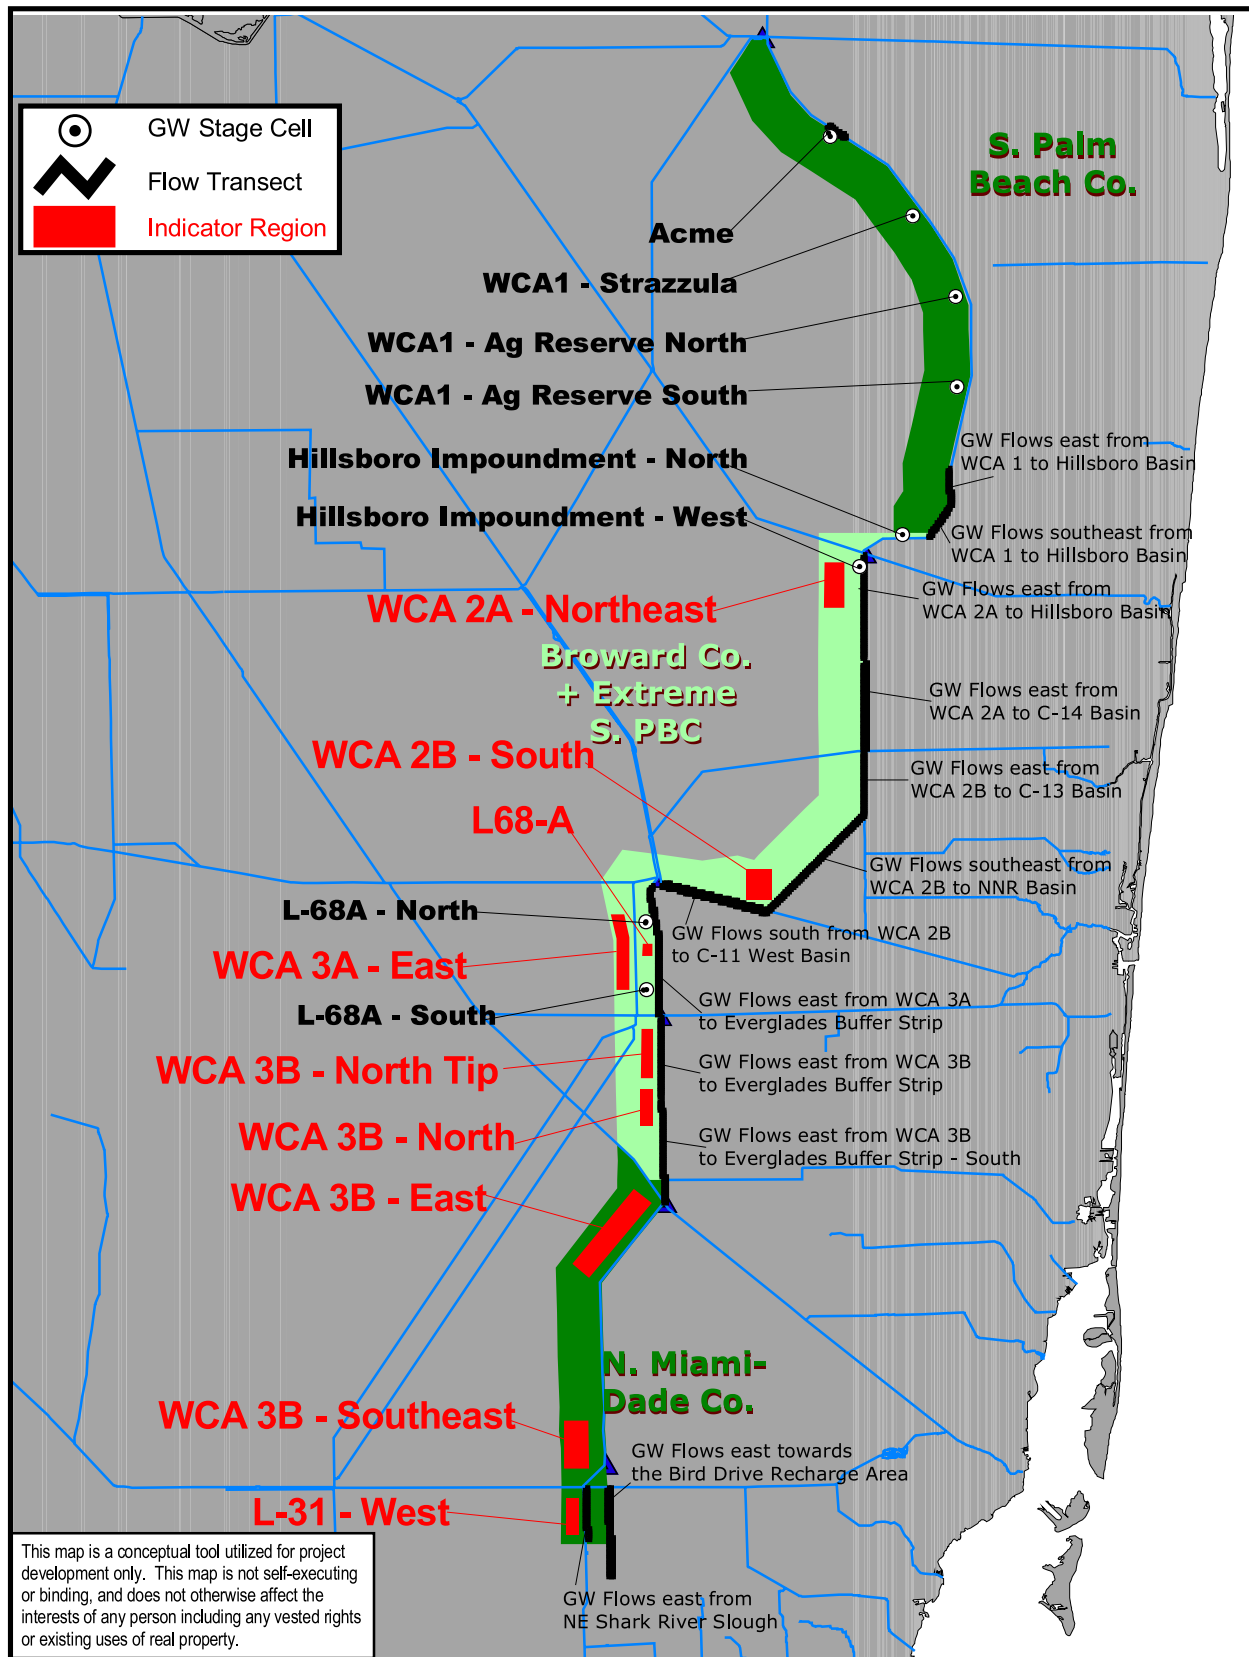 GW Stage Cell
Flow Transect
Indicator Region
S. Palm
Beach Co.
Acme
WCA1 - Strazzula
WCA1 - Ag Reserve North
WCA1 - Ag Reserve South
GW Flows east from
WCA 1 to Hillsboro Basin
Hillsboro Impoundment - North
Hillsboro Impoundment - West
GW Flows southeast from
WCA 1 to Hillsboro Basin
GW Flows east from
WCA 2A to Hillsboro Basin
WCA 2A - Northeast
Broward Co.
+ Extreme
S. PBC
GW Flows east from
WCA 2A to C-14 Basin
WCA 2B - South
GW Flows east from
WCA 2B to C-13 Basin
L68-A
GW Flows southeast from
WCA 2B to NNR Basin
L-68A - North
GW Flows south from WCA 2B
to C-11 West Basin
WCA 3A - East
GW Flows east from WCA 3A
to Everglades Buffer Strip
L-68A - South
WCA 3B - North Tip
GW Flows east from WCA 3B
to Everglades Buffer Strip
WCA 3B - North
GW Flows east from WCA 3B
to Everglades Buffer Strip - South
WCA 3B - East
N. Miami-
Dade Co.
WCA 3B - Southeast
GW Flows east towards
the Bird Drive Recharge Area
L-31 - West
GW Flows east from
NE Shark River Slough
This map is a conceptual tool utilized for project
development only. This map is not self-executing
or binding, and does not otherwise affect the
interests of any person including any vested rights
or existing uses of real property.